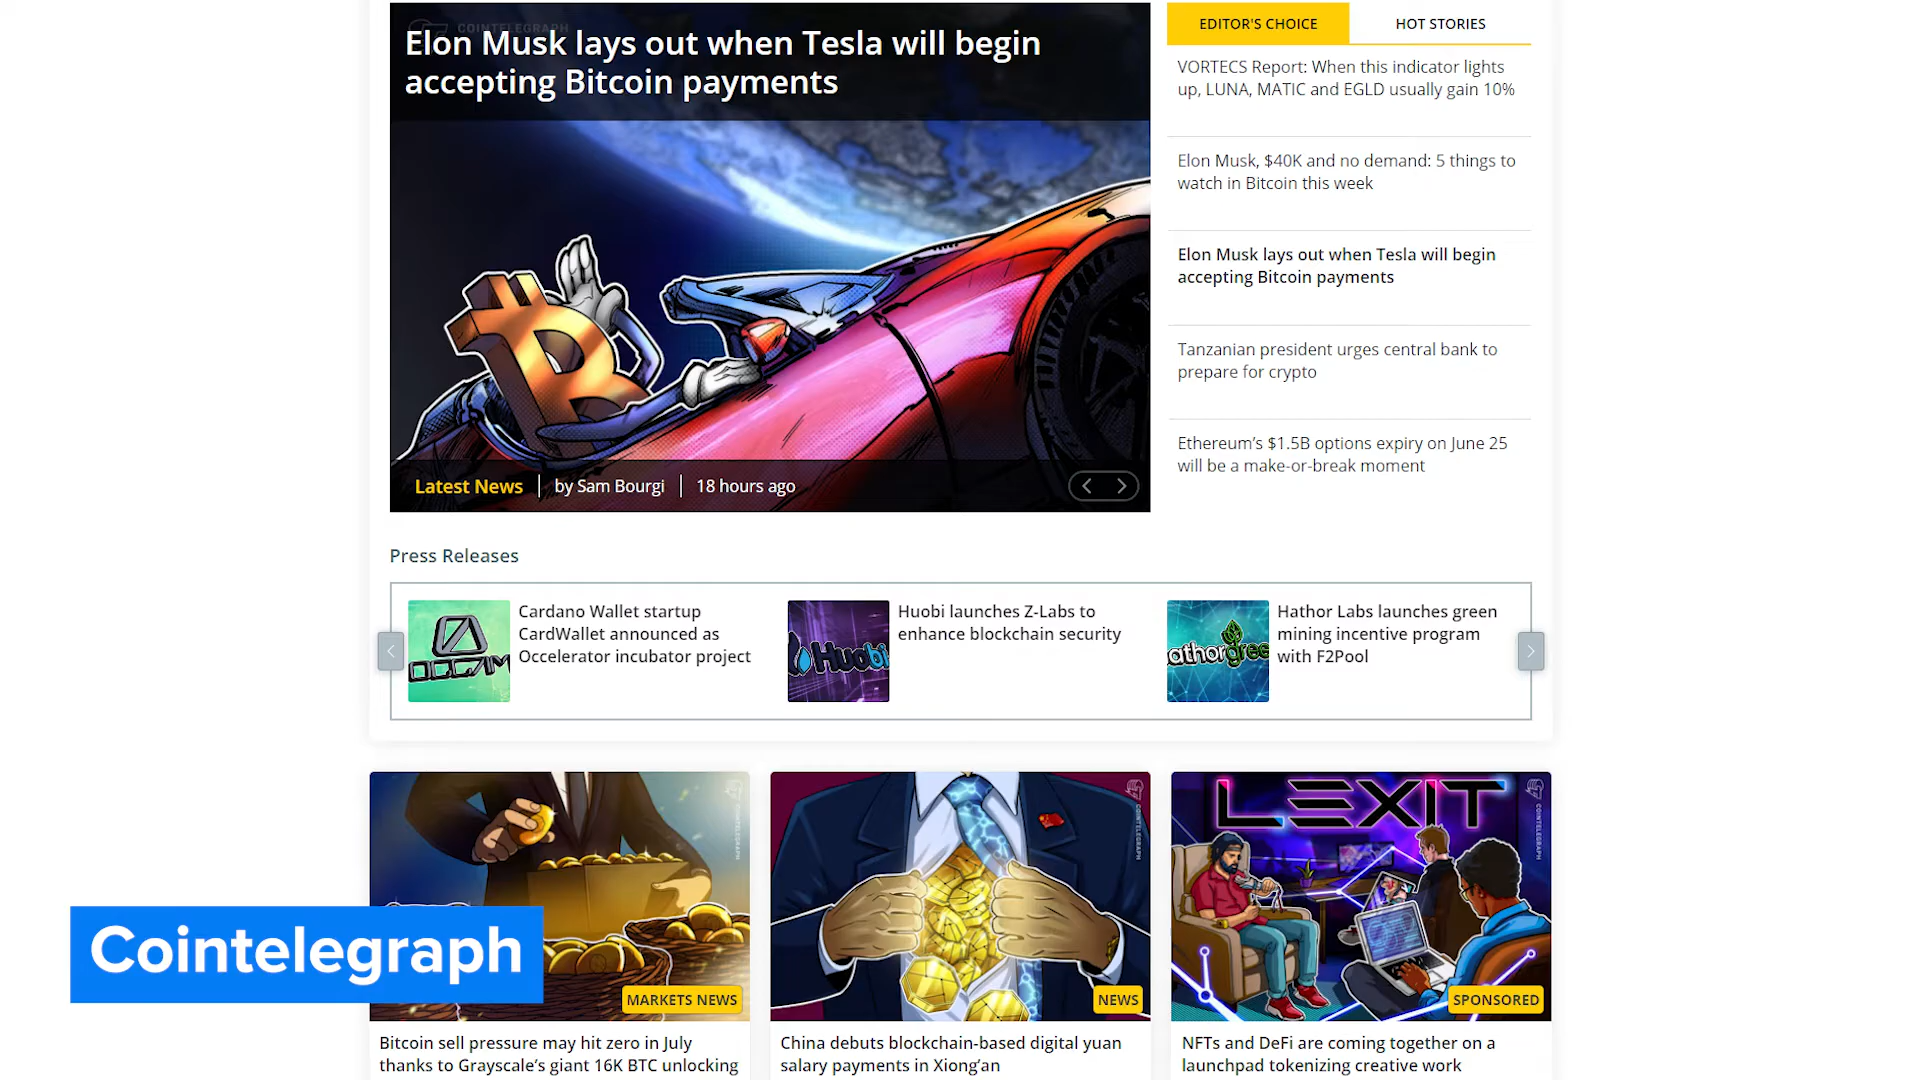 COINTELEGRAPH
Elon Musk lays out when Tesla will begin
accepting Bitcoin payments
Latest News
by Sam Bourgi
18 hours ago
EDITOR'S CHOICE
HOT STORIES
VORTECS Report: When this indicator lights
up, LUNA, MATIC and EGLD usually gain 10%
Elon Musk, $40K and no demand: 5 things to
watch in Bitcoin this week
Elon Musk lays out when Tesla will begin
accepting Bitcoin payments
Tanzanian president urges central bank to
prepare for crypto
Ethereum’s $1.5B options expiry on June 25
will be a make-or-break moment
Press Releases
OCCAM
Cardano Wallet startup
CardWallet announced as
Occelerator incubator project
Huobi
Huobi launches Z-Labs to
enhance blockchain security
athorgree
Hathor Labs launches green
mining incentive program
with F2Pool
COINTELEGRAPH
MARKETS NEWS
Bitcoin sell pressure may hit zero in July
thanks to Grayscale’s giant 16K BTC unlocking
COINTELEGRAPH
NEWS
China debuts blockchain-based digital yuan
salary payments in Xiong’an
LEXIT
COINTELEGRAPH
SPONSORED
NFTs and DeFi are coming together on a
launchpad tokenizing creative work
Cointelegraph